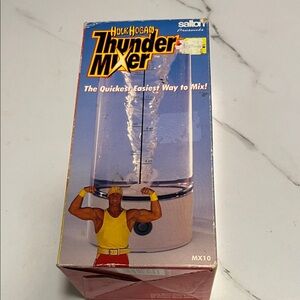 salton
Presents
HULK HOGAN
Thunder
Mixer
The Quickest Easiest Way to Mix!
MX10